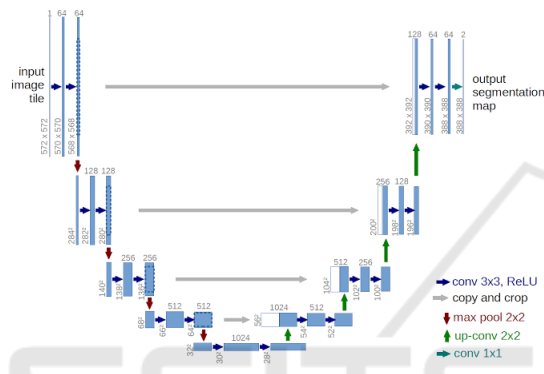 1 64 64
128 64 64 2
input
image
tile
output
segmentation
map
572 x 572
570 x 570
568 x 568
392 x 392
390 x 390
388 x 388
388 x 388
128 128
256 128
284²
282²
280²
200²
198²
196²
256 256
512 256
140²
138²
136²
104²
102²
100²
512 512
1024 512
68²
66²
64²
56²
54²
52²
1024
32²
30²
28²
conv 3x3, ReLU
copy and crop
max pool 2x2
up-conv 2x2
conv 1x1